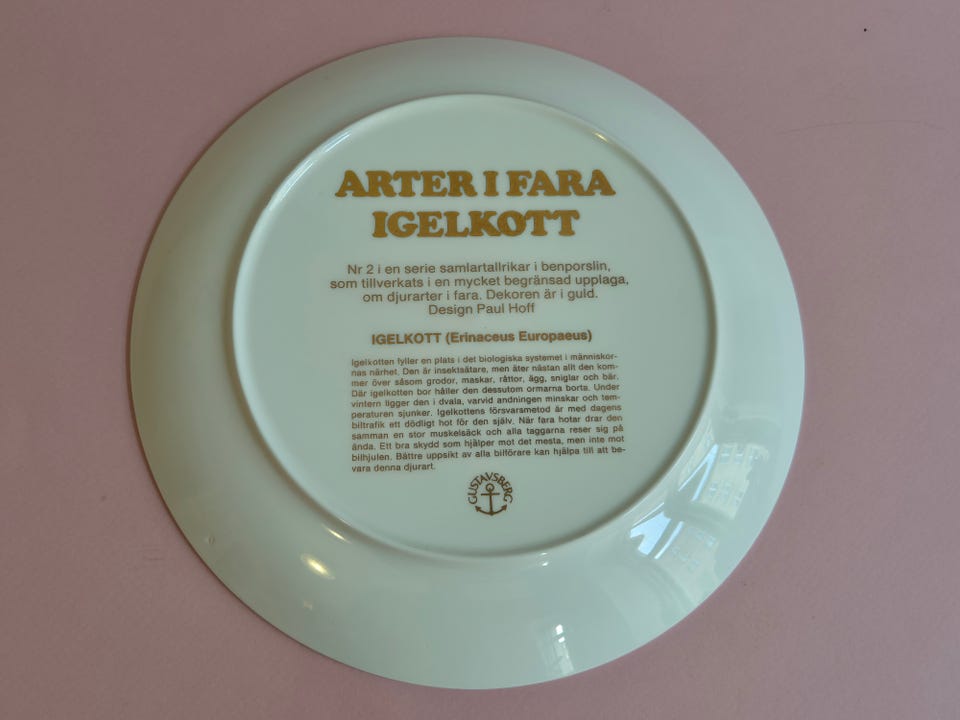 ARTER I FARA
IGELKOTT
Nr 2 i en serie samlartallrikar i benporslin,
som tillverkats i en mycket begränsad upplaga,
om djurarter i fara. Dekoren är i guld.
Design Paul Hoff
IGELKOTT (Erinaceus Europaeus)
Igelkotten fyller en plats i det biologiska systemet i människor-
nas närhet. Den är insektsätare, men äter nästan allt den kom-
mer över såsom grodor, maskar, råttor, ägg, sniglar och bär.
Där igelkotten bor håller den dessutom ormarna borta. Under
vintern ligger den i dvala, varvid andningen minskar och tem-
peraturen sjunker. Igelkottens försvarsmetod är med dagens
biltrafik ett dödligt hot för den själv. När fara hotar drar den
samman en stor muskelsäck och alla taggarna reser sig på
ända. Ett bra skydd som hjälper mot det mesta, men inte mot
bilhjulen. Bättre uppsikt av alla bilförare kan hjälpa till att be-
vara denna djurart.
GUSTAVSBERG